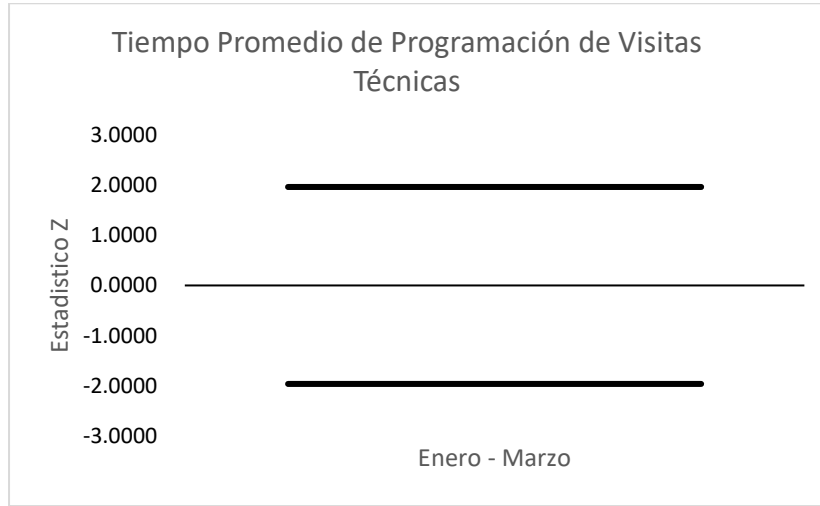 Tiempo Promedio de Programación de Visitas
Técnicas
3.0000
2.0000
1.0000
0.0000
-1.0000
-2.0000
-3.0000
Estadistico Z
Enero - Marzo